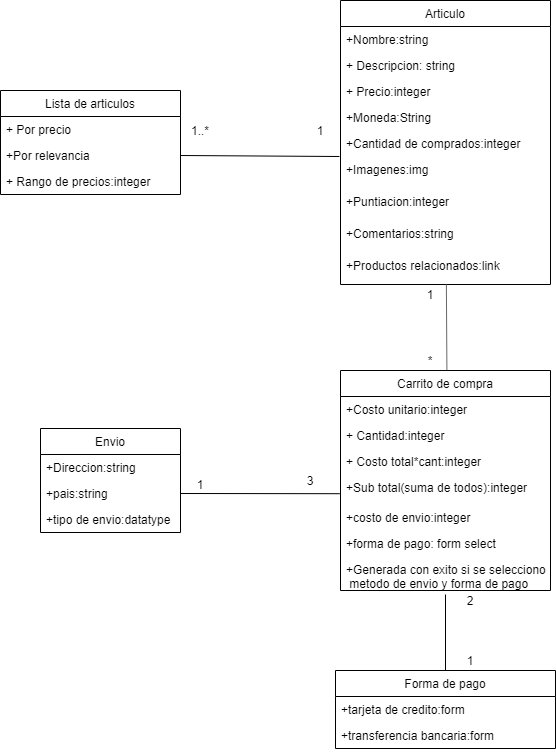 Articulo
+Nombre:string
+ Descripcion: string
+ Precio:integer
+Moneda:String
+Cantidad de comprados:integer
+Imagenes:img
+Puntiacion:integer
+Comentarios:string
+Productos relacionados:link
Lista de articulos
+ Por precio
+Por relevancia
+ Rango de precios:integer
1..*
1
1
*
Carrito de compra
+Costo unitario:integer
+ Cantidad:integer
+ Costo total*cant:integer
+Sub total(suma de todos):integer
+costo de envio:integer
+forma de pago: form select
+Generada con exito si se selecciono
metodo de envio y forma de pago
Envio
+Direccion:string
+pais:string
+tipo de envio:datatype
1
3
2
1
Forma de pago
+tarjeta de credito:form
+transferencia bancaria:form